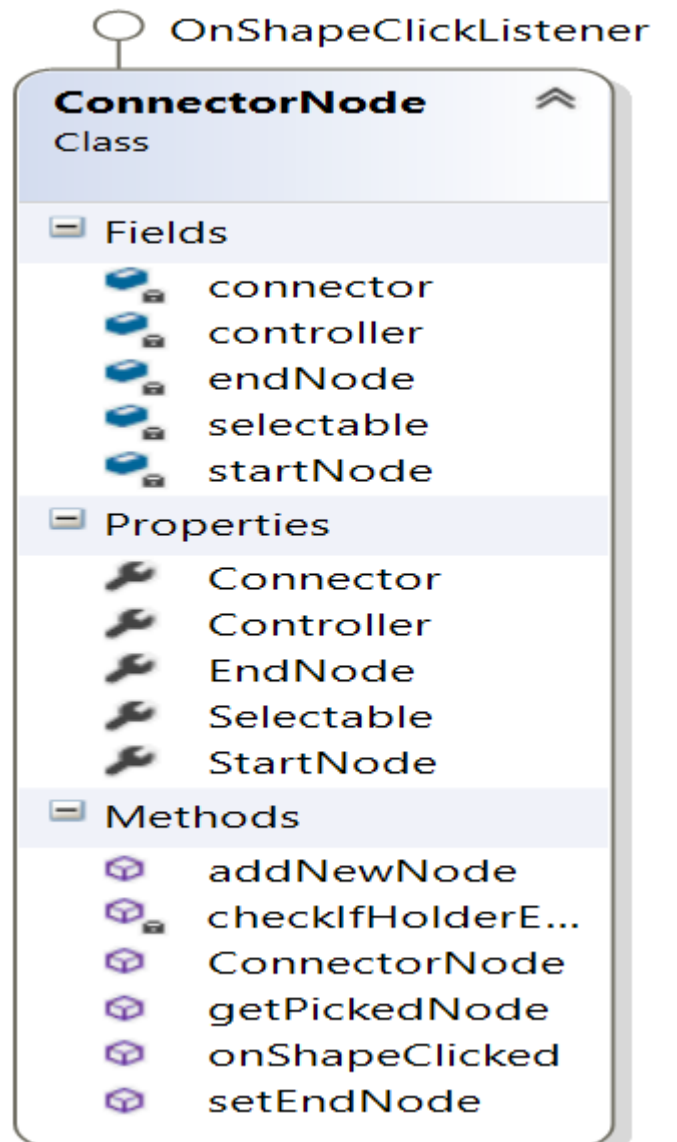 OnShapeClickListener
ConnectorNode
Class
Fields
connector
controller
endNode
selectable
startNode
Properties
Connector
Controller
EndNode
Selectable
StartNode
Methods
addNewNode
checkIfHolderE...
ConnectorNode
getPickedNode
onShapeClicked
setEndNode